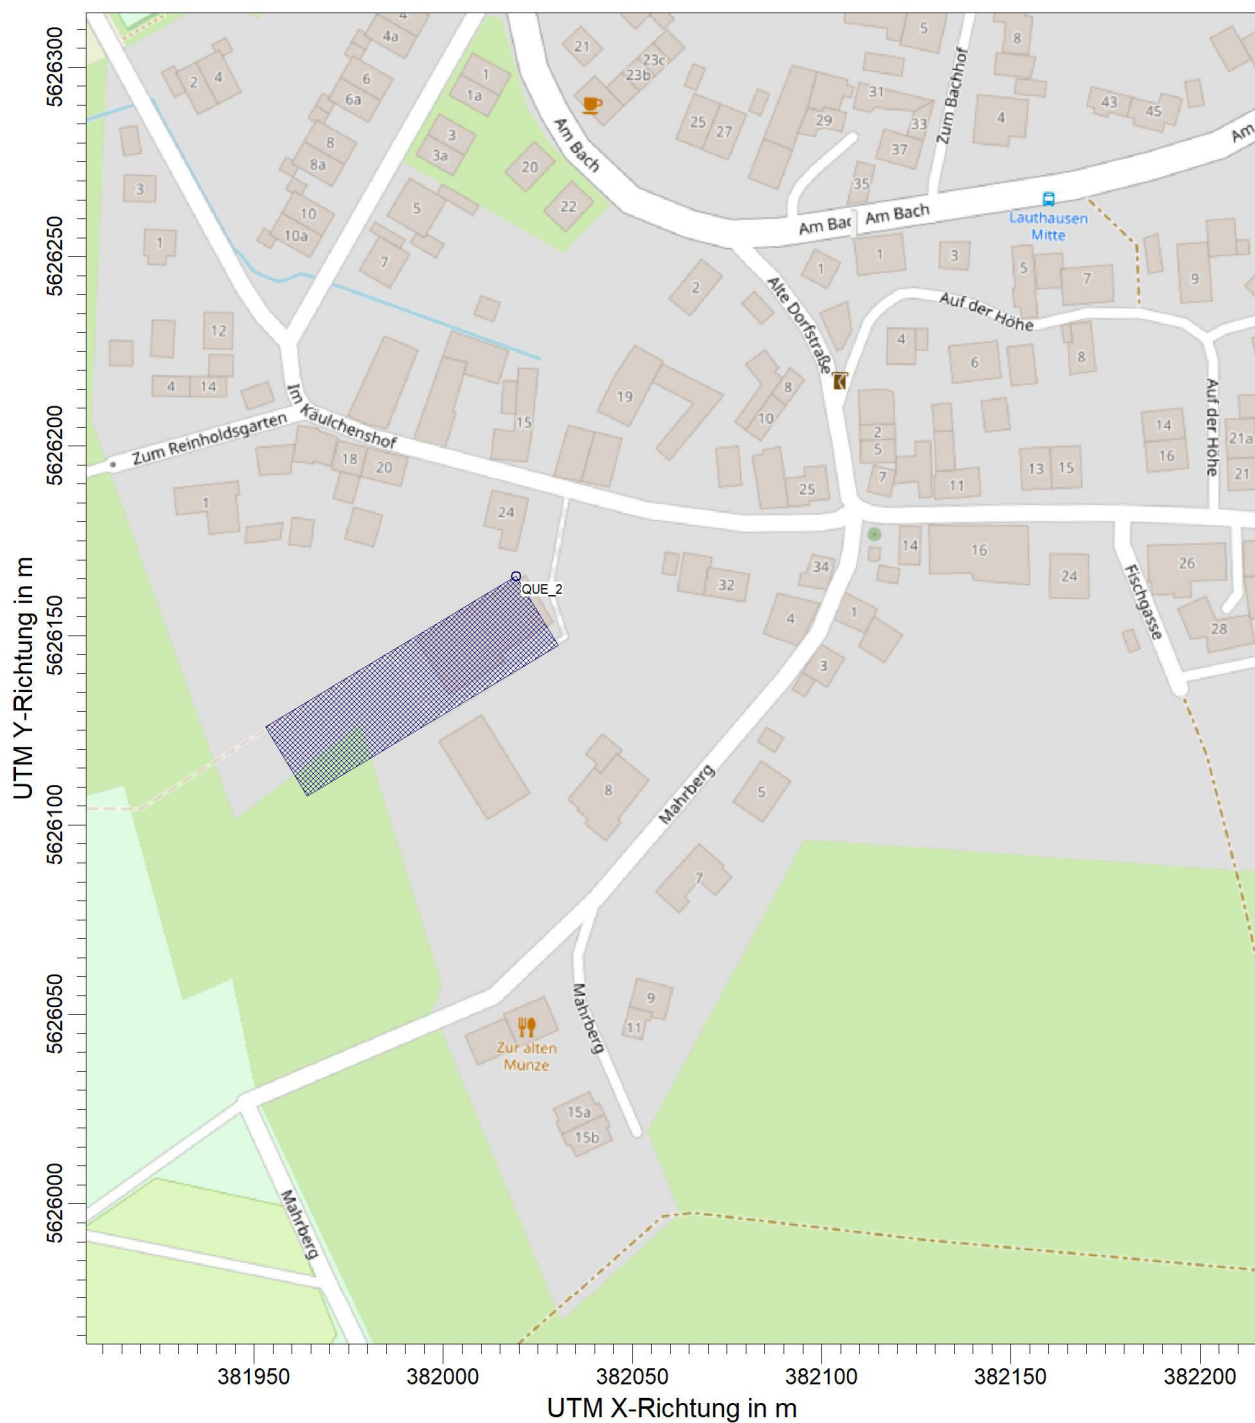 4
4a
21
23c
23b
5
8
2
4
6
6a
1
1a
25
27
31
29
33
37
Zum Bachhof
4
43
45
Am
Am Bach
3
3a
8
8a
20
22
35
3
10
10a
5
7
1
Am Bac
Am Bach
Lauthausen
Mitte
1
1
3
5
7
9
2
Alte Dorfstraße
Auf der Höhe
12
4
14
4
6
8
Im Kaulchenshof
15
19
8
10
Auf der Höhe
Zum Reinholdsgarten
18
20
2
5
7
11
13
15
14
16
21a
21
25
1
24
14
16
24
26
28
Fischgasse
32
34
4
1
3
QUE_2
8
5
7
Mahrberg
9
11
Mahrberg
Zur alten
Münze
15a
15b
Mahrberg
5626300
5626250
5626200
5626150
5626100
5626050
5626000
UTM Y-Richtung in m
381950
382000
382050
382100
382150
382200
UTM X-Richtung in m